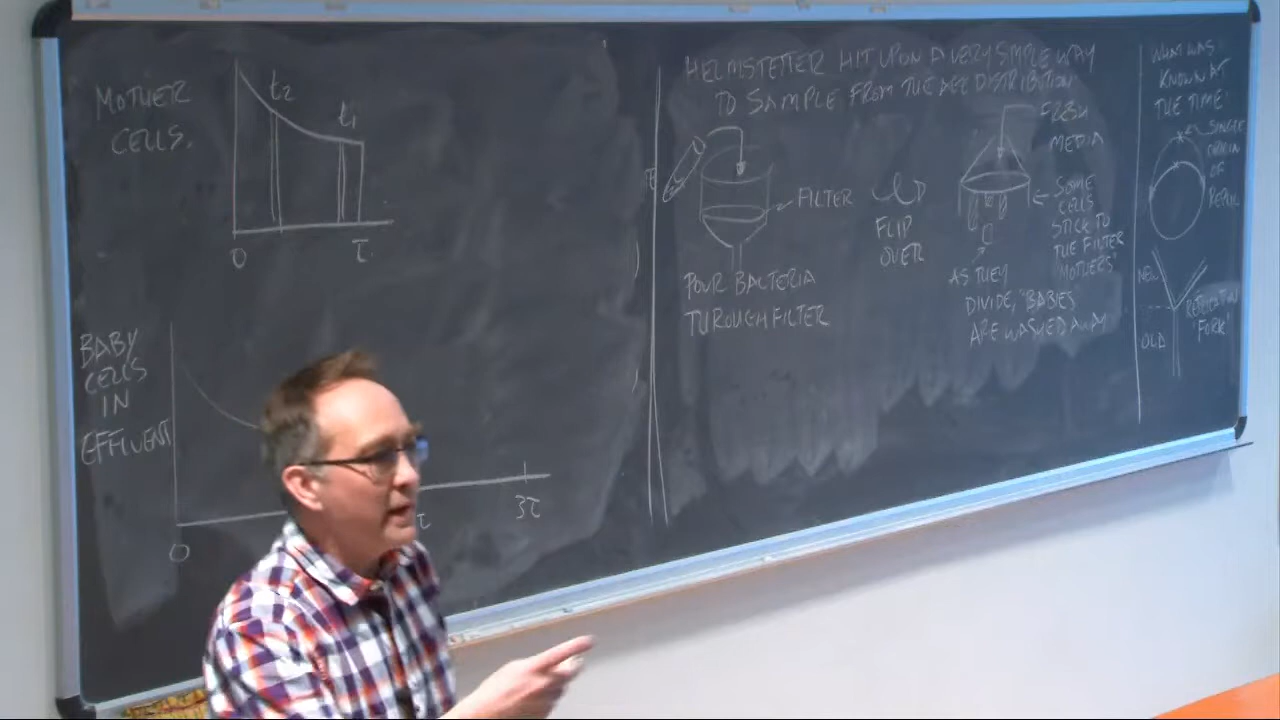 MOTHER
CELLS.
t2
t1
0
τ
BABY
CELLS
IN
EFFLUENT
0
τ
3τ
HELMSTETTER HIT UPON A VERY SIMPLE WAY
TO SAMPLE FROM THE AGE DISTRIBUTION
FILTER
POUR BACTERIA
THROUGH FILTER
FLIP
OVER
FRESH
MEDIA
SOME
CELLS
STICK TO
THE FILTER
'MOTHERS'
AS THEY
DIVIDE, 'BABIES
ARE WASHED AWAY
WHAT WAS
KNOWN AT
THE TIME
SINGLE
ORIGIN
OF
REPLIC
NEW
OLD
REPLICATION
'FORK'